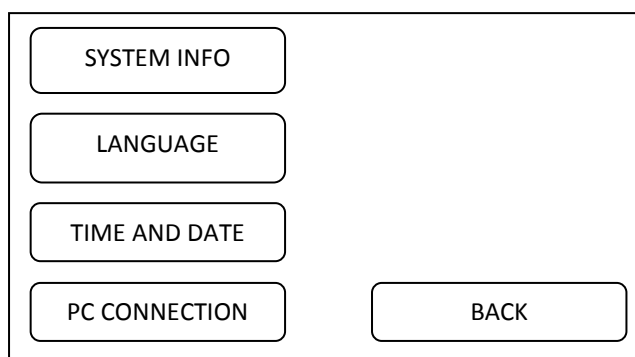 SYSTEM INFO
LANGUAGE
TIME AND DATE
PC CONNECTION
BACK